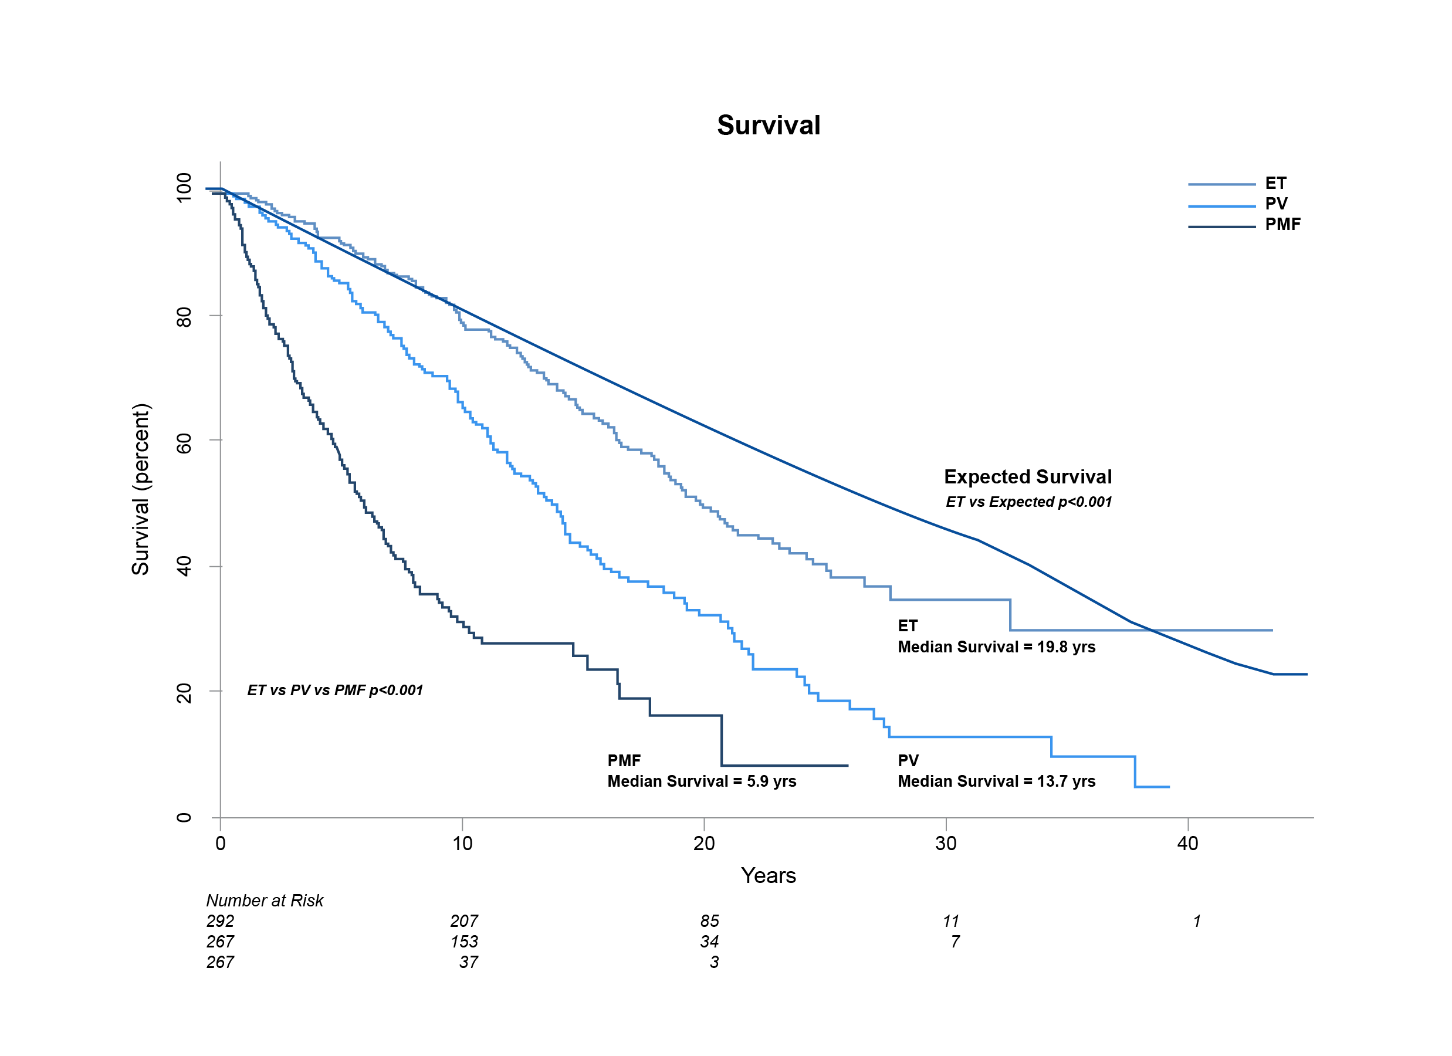 Survival
ET
PV
PMF
100
80
60
40
20
0
Survival (percent)
Expected Survival
ET vs Expected p<0.001
ET
Median Survival = 19.8 yrs
ET vs PV vs PMF p<0.001
PMF
Median Survival = 5.9 yrs
PV
Median Survival = 13.7 yrs
0 10 20 30 40
Years
Number at Risk
292 207 85 11 1
267 153 34 7
267 37 3